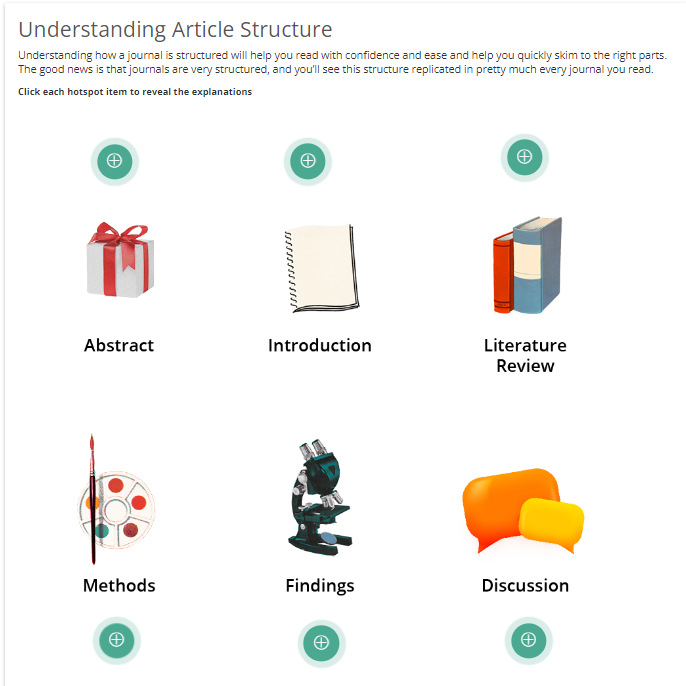 Understanding Article Structure
Understanding how a journal is structured will help you read with confidence and ease and help you quickly skim to the right parts.
The good news is that journals are very structured, and you'll see this structure replicated in pretty much every journal you read.
Click each hotspot item to reveal the explanations
Abstract
Introduction
Literature
Review
Methods
Findings
Discussion